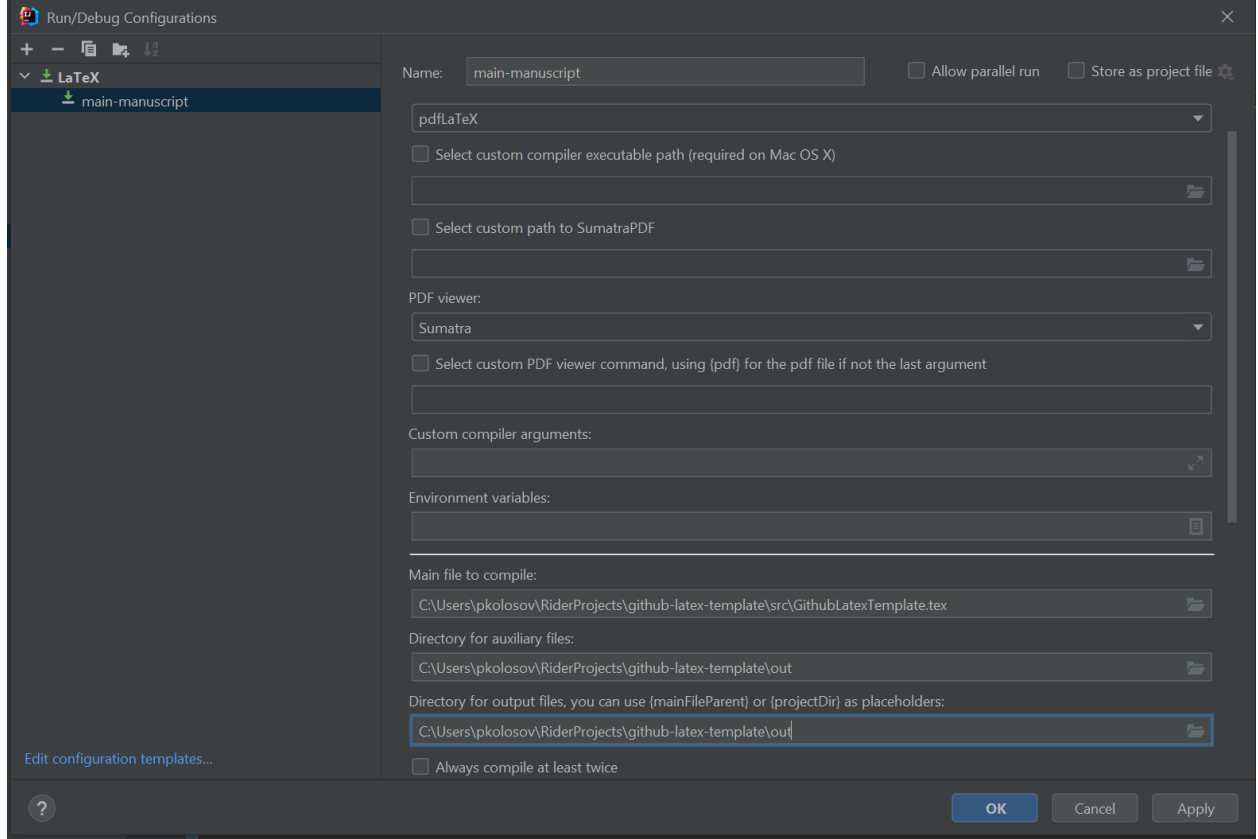 Run/Debug Configurations
LaTeX
main-manuscript
Edit configuration templates...
Name: main-manuscript Allow parallel run Store as project file
pdfLaTeX
Select custom compiler executable path (required on Mac OS X)
Select custom path to SumatraPDF
PDF viewer:
Sumatra
Select custom PDF viewer command, using {pdf} for the pdf file if not the last argument
Custom compiler arguments:
Environment variables:
Main file to compile:
C:\Users\pkolosov\RiderProjects\github-latex-template\src\GithubLatexTemplate.tex
Directory for auxiliary files:
C:\Users\pkolosov\RiderProjects\github-latex-template\out
Directory for output files, you can use {mainFileParent} or {projectDir} as placeholders:
C:\Users\pkolosov\RiderProjects\github-latex-template\out
Always compile at least twice
? OK Cancel Apply